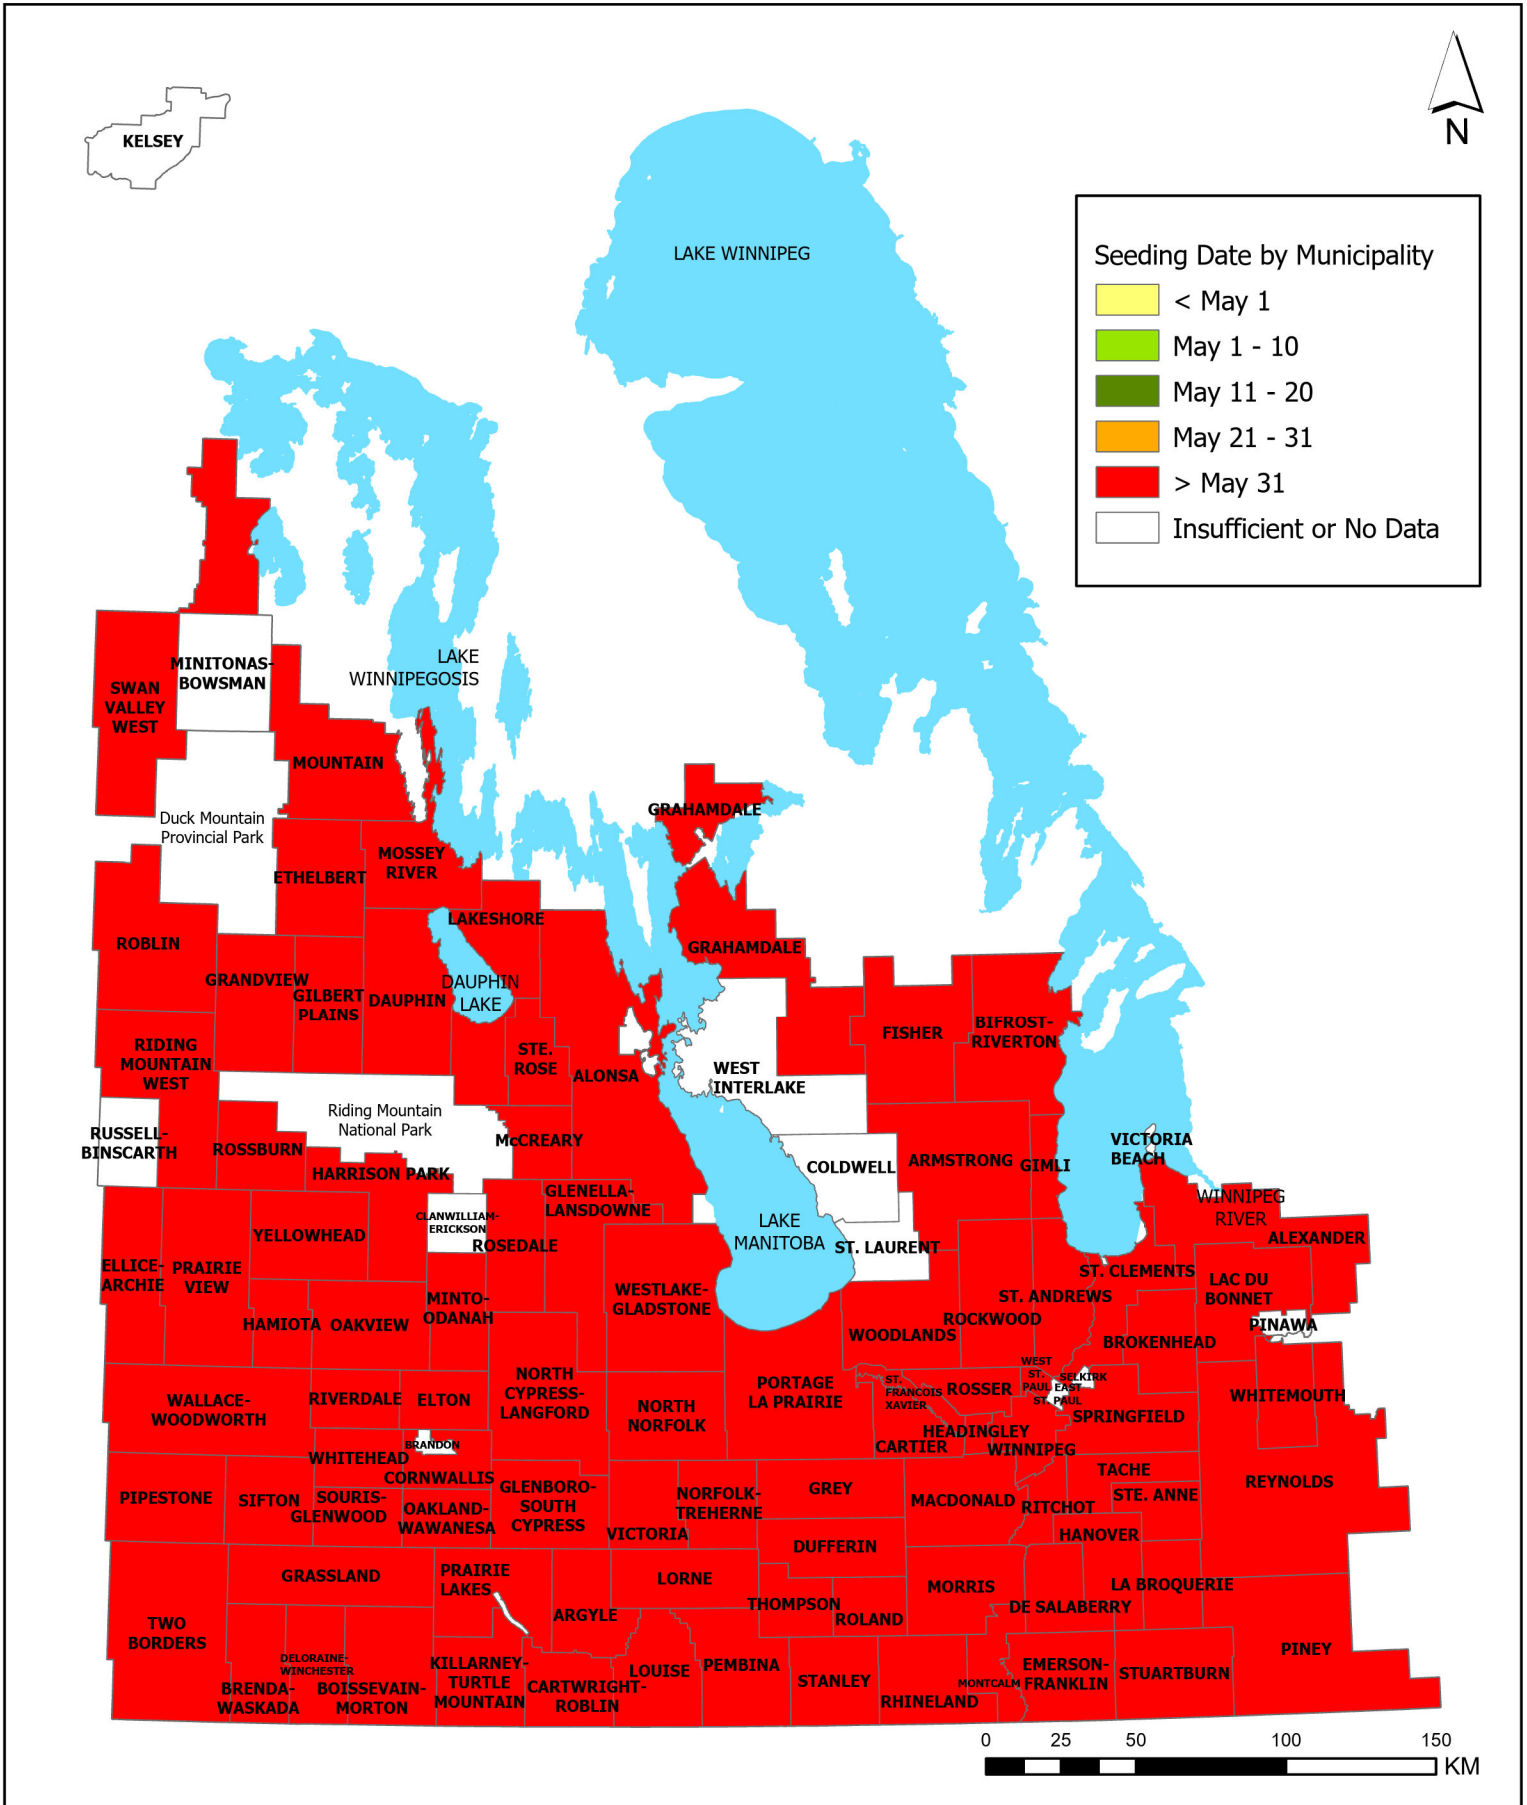 N
KELSEY
LAKE WINNIPEG
Seeding Date by Municipality
< May 1
May 1 - 10
May 11 - 20
May 21 - 31
> May 31
Insufficient or No Data
LAKE
WINNIPEGOSIS
MINITONAS-
BOWSMAN
SWAN
VALLEY
WEST
MOUNTAIN
Duck Mountain
Provincial Park
GRAHAMDALE
MOSSEY
RIVER
ETHELBERT
LAKESHORE
ROBLIN
GRAHAMDALE
GRANDVIEW
GILBERT
PLAINS
DAUPHIN
DAUPHIN
LAKE
FISHER
BIFROST-
RIVERTON
RIDING
MOUNTAIN
WEST
STE.
ROSE
ALONSA
WEST
INTERLAKE
Riding Mountain
National Park
RUSSELL-
BINSCARTH
ROSSBURN
HARRISON PARK
McCREARY
COLDWELL
ARMSTRONG
GIMLI
VICTORIA
BEACH
GLENELLA-
LANSDOWNE
CLANWILLIAM-
ERICKSON
ROSEDALE
YELLOWHEAD
LAKE
MANITOBA
ST. LAURENT
WINNIPEG
RIVER
ALEXANDER
ELLICE-
ARCHIE
PRAIRIE
VIEW
WESTLAKE-
GLADSTONE
ST. CLEMENTS
LAC DU
BONNET
MINTO-
ODANAH
HAMIOTA
OAKVIEW
ST. ANDREWS
ROCKWOOD
WOODLANDS
PINAWA
BROKENHEAD
WALLACE-
WOODWORTH
RIVERDALE
ELTON
NORTH
CYPRESS-
LANGFORD
NORTH
NORFOLK
PORTAGE
LA PRAIRIE
ST.
FRANCOIS
XAVIER
ROSSER
WEST
ST.
PAUL
EAST
ST. PAUL
SELKIRK
SPRINGFIELD
WHITEMOUTH
HEADINGLEY
CARTIER
WINNIPEG
BRANDON
WHITEHEAD
CORNWALLIS
TACHE
REYNOLDS
PIPESTONE
SIFTON
SOURIS-
GLENWOOD
OAKLAND-
WAWANESA
GLENBORO-
SOUTH
CYPRESS
VICTORIA
NORFOLK-
TREHERNE
GREY
MACDONALD
RITCHOT
STE. ANNE
HANOVER
DUFFERIN
GRASSLAND
PRAIRIE
LAKES
LORNE
MORRIS
LA BROQUERIE
DE SALABERRY
THOMPSON
ROLAND
ARGYLE
TWO
BORDERS
DELORAINE-
WINCHESTER
BRENDA-
WASKADA
BOISSEVAIN-
MORTON
KILLARNEY-
TURTLE
MOUNTAIN
CARTWRIGHT-
ROBLIN
LOUISE
PEMBINA
STANLEY
RHINELAND
MONTCALM
EMERSON-
FRANKLIN
STUARTBURN
PINEY
0 25 50 100 150
KM